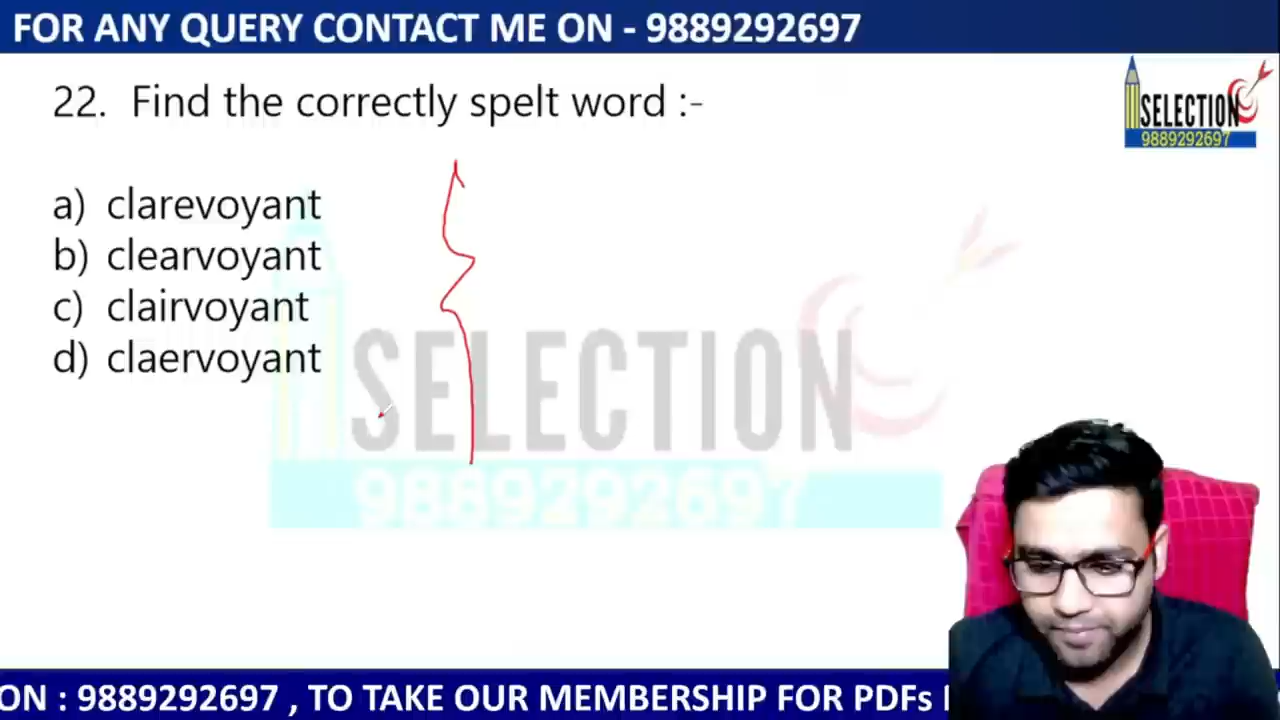 FOR ANY QUERY CONTACT ME ON - 9889292697
SELECTION
9889292697
22. Find the correctly spelt word :-
a) clarevoyant
b) clearvoyant
c) clairvoyant
d) claervoyant
SELECTION
9889292697
ON : 9889292697 , TO TAKE OUR MEMBERSHIP FOR PDFs